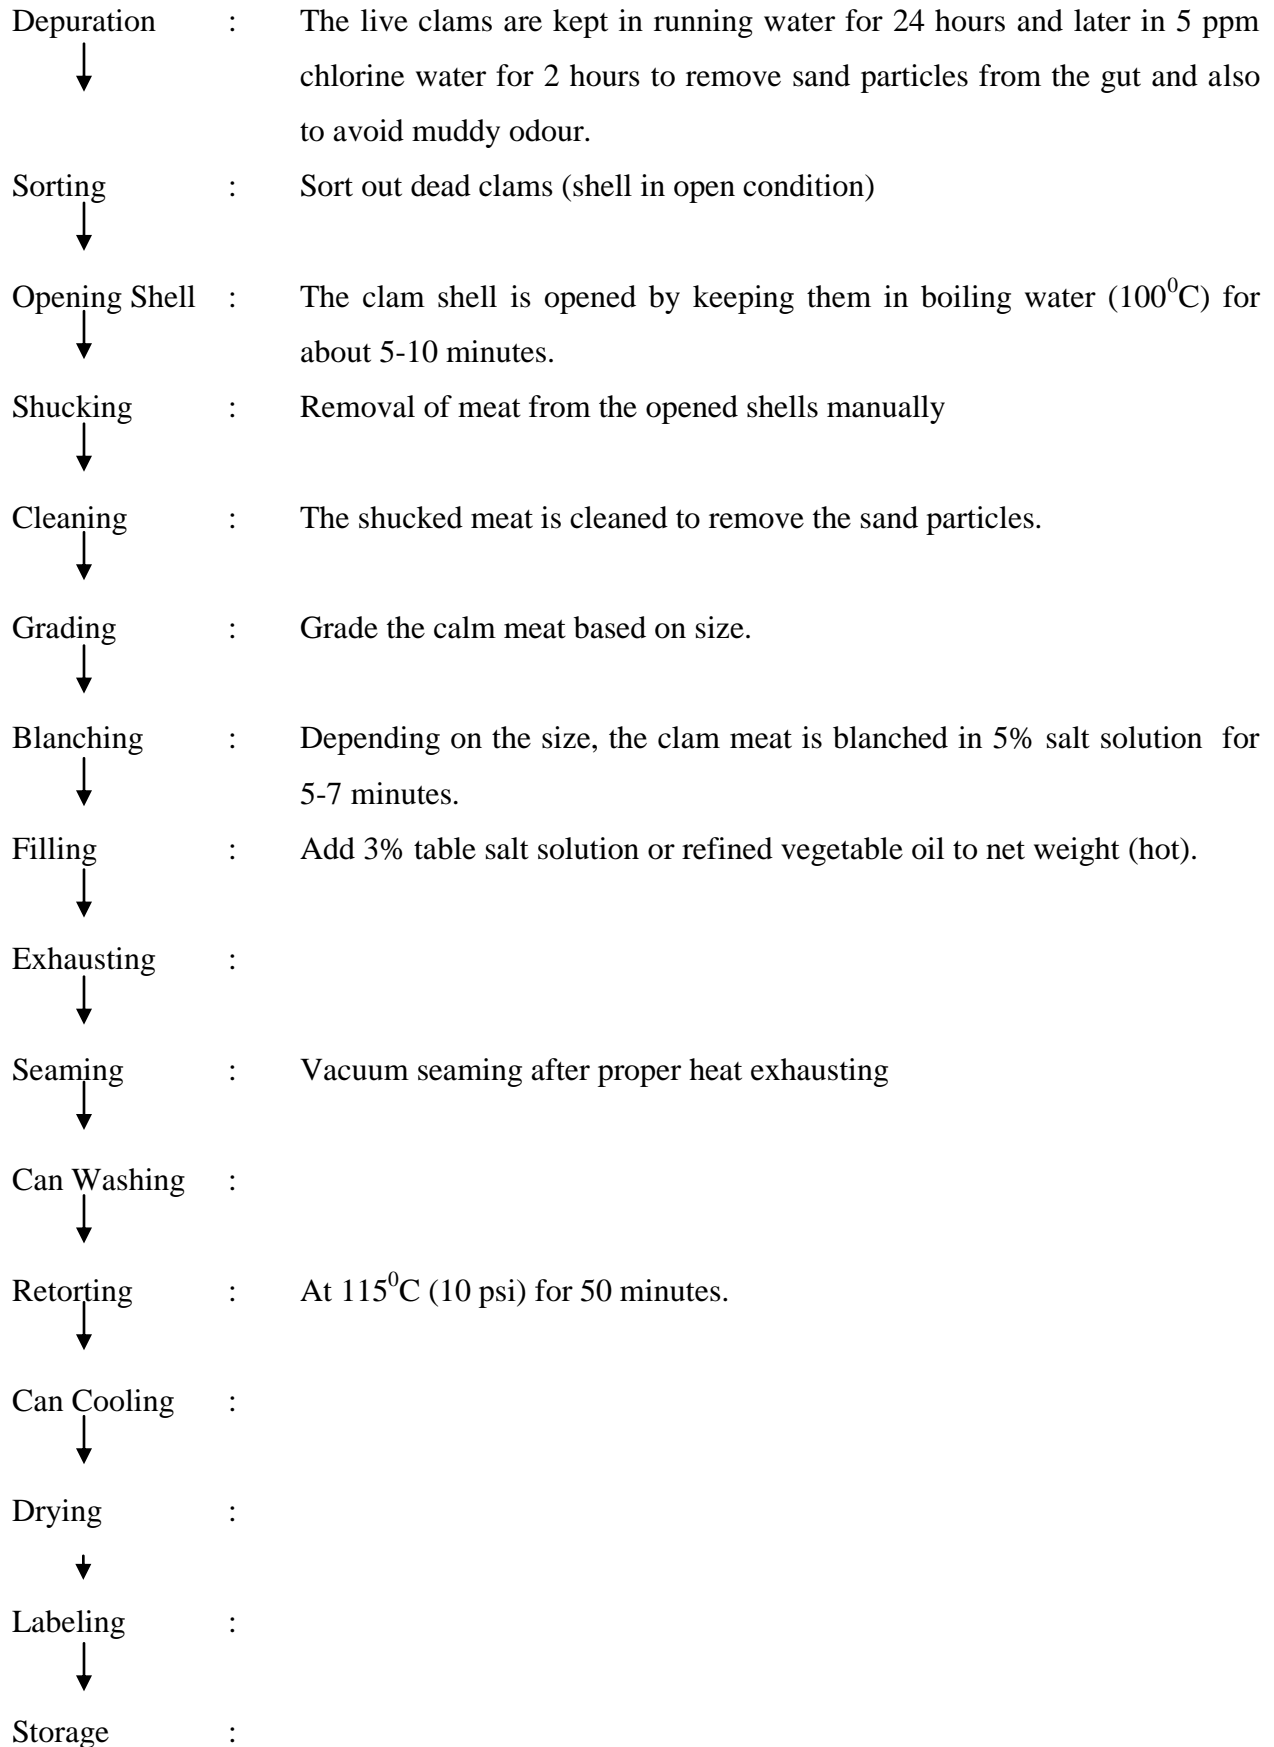 Depuration : The live clams are kept in running water for 24 hours and later in 5 ppm
chlorine water for 2 hours to remove sand particles from the gut and also
to avoid muddy odour.
Sorting : Sort out dead clams (shell in open condition)
Opening Shell : The clam shell is opened by keeping them in boiling water (100⁰C) for
about 5-10 minutes.
Shucking : Removal of meat from the opened shells manually
Cleaning : The shucked meat is cleaned to remove the sand particles.
Grading : Grade the calm meat based on size.
Blanching : Depending on the size, the clam meat is blanched in 5% salt solution for
5-7 minutes.
Filling : Add 3% table salt solution or refined vegetable oil to net weight (hot).
Exhausting :
Seaming : Vacuum seaming after proper heat exhausting
Can Washing :
Retorting : At 115⁰C (10 psi) for 50 minutes.
Can Cooling :
Drying :
Labeling :
Storage :